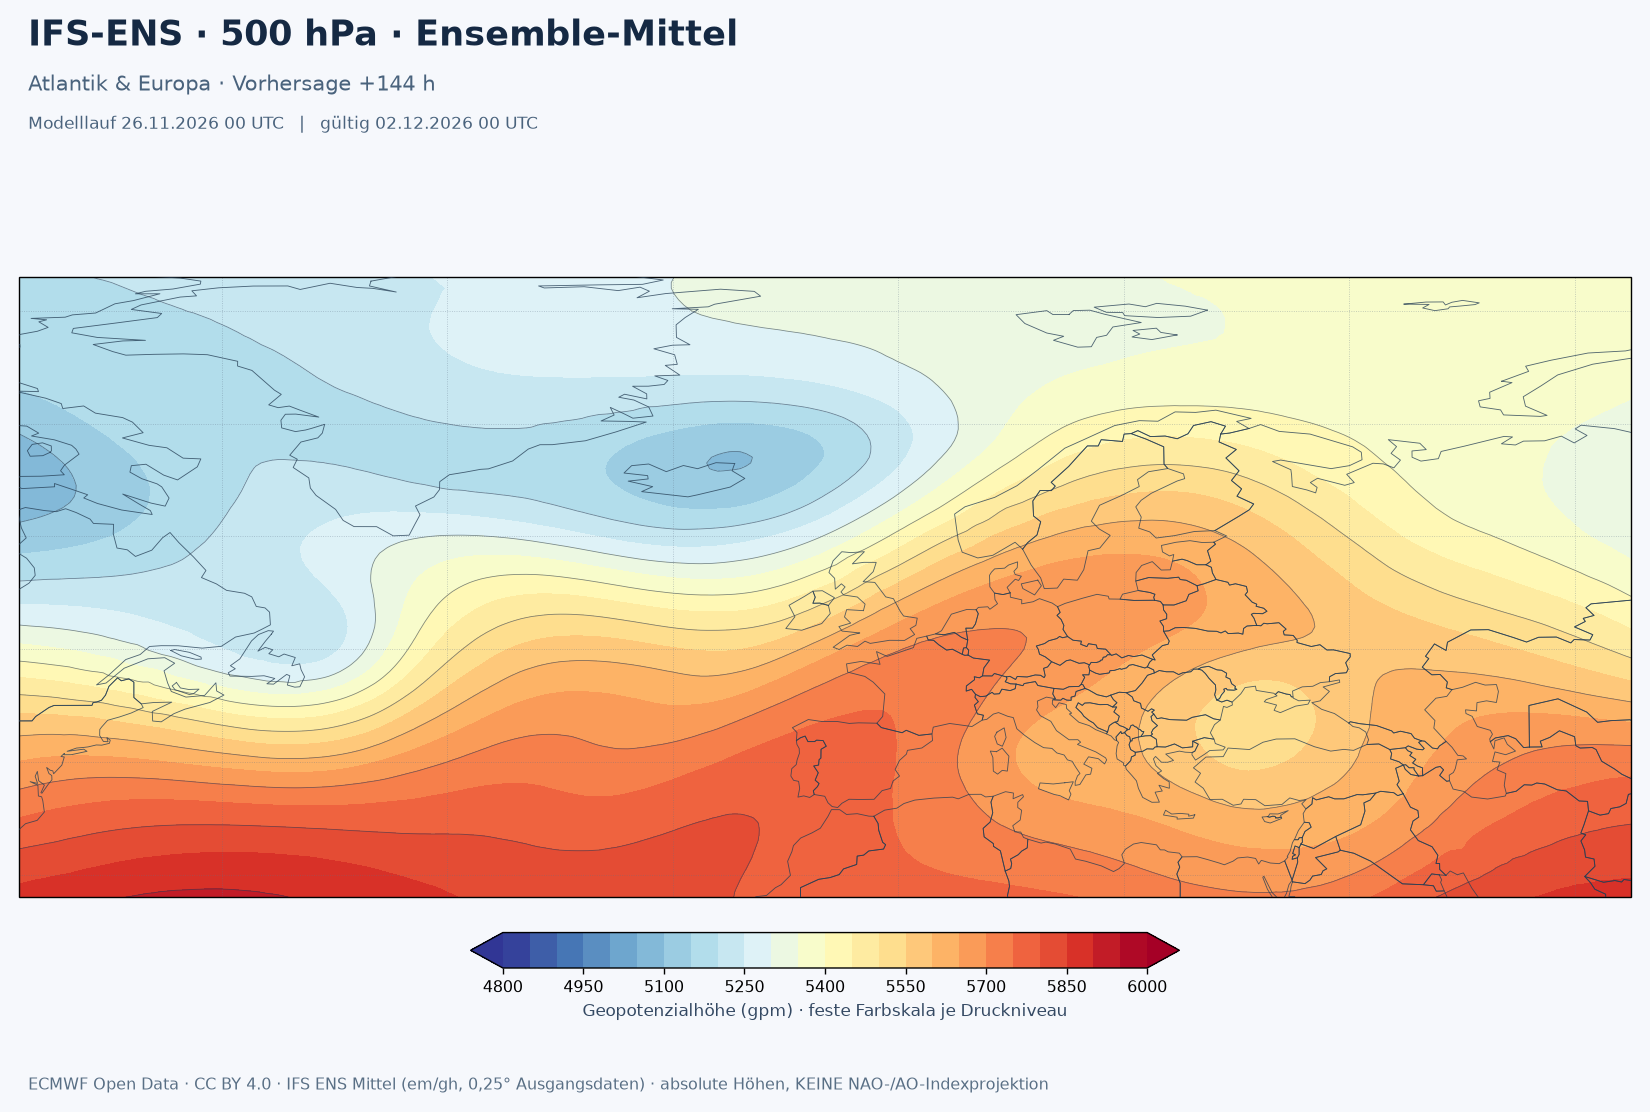 IFS-ENS · 500 hPa · Ensemble-Mittel
Atlantik & Europa · Vorhersage +144 h
Modelllauf 26.11.2026 00 UTC | gültig 02.12.2026 00 UTC
4800 4950 5100 5250 5400 5550 5700 5850 6000
Geopotenzialhöhe (gpm) · feste Farbskala je Druckniveau
ECMWF Open Data · CC BY 4.0 · IFS ENS Mittel (em/gh, 0,25° Ausgangsdaten) · absolute Höhen, KEINE NAO-/AO-Indexprojektion